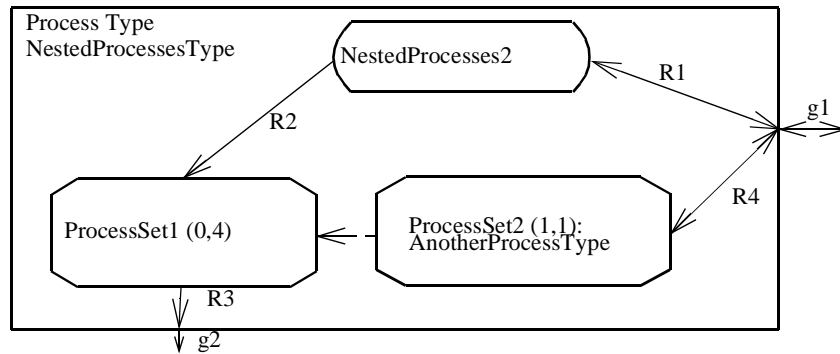 Process Type
NestedProcessesType
NestedProcesses2
R1
g1
R2
R4
ProcessSet1 (0,4)
ProcessSet2 (1,1):
AnotherProcessType
R3
g2